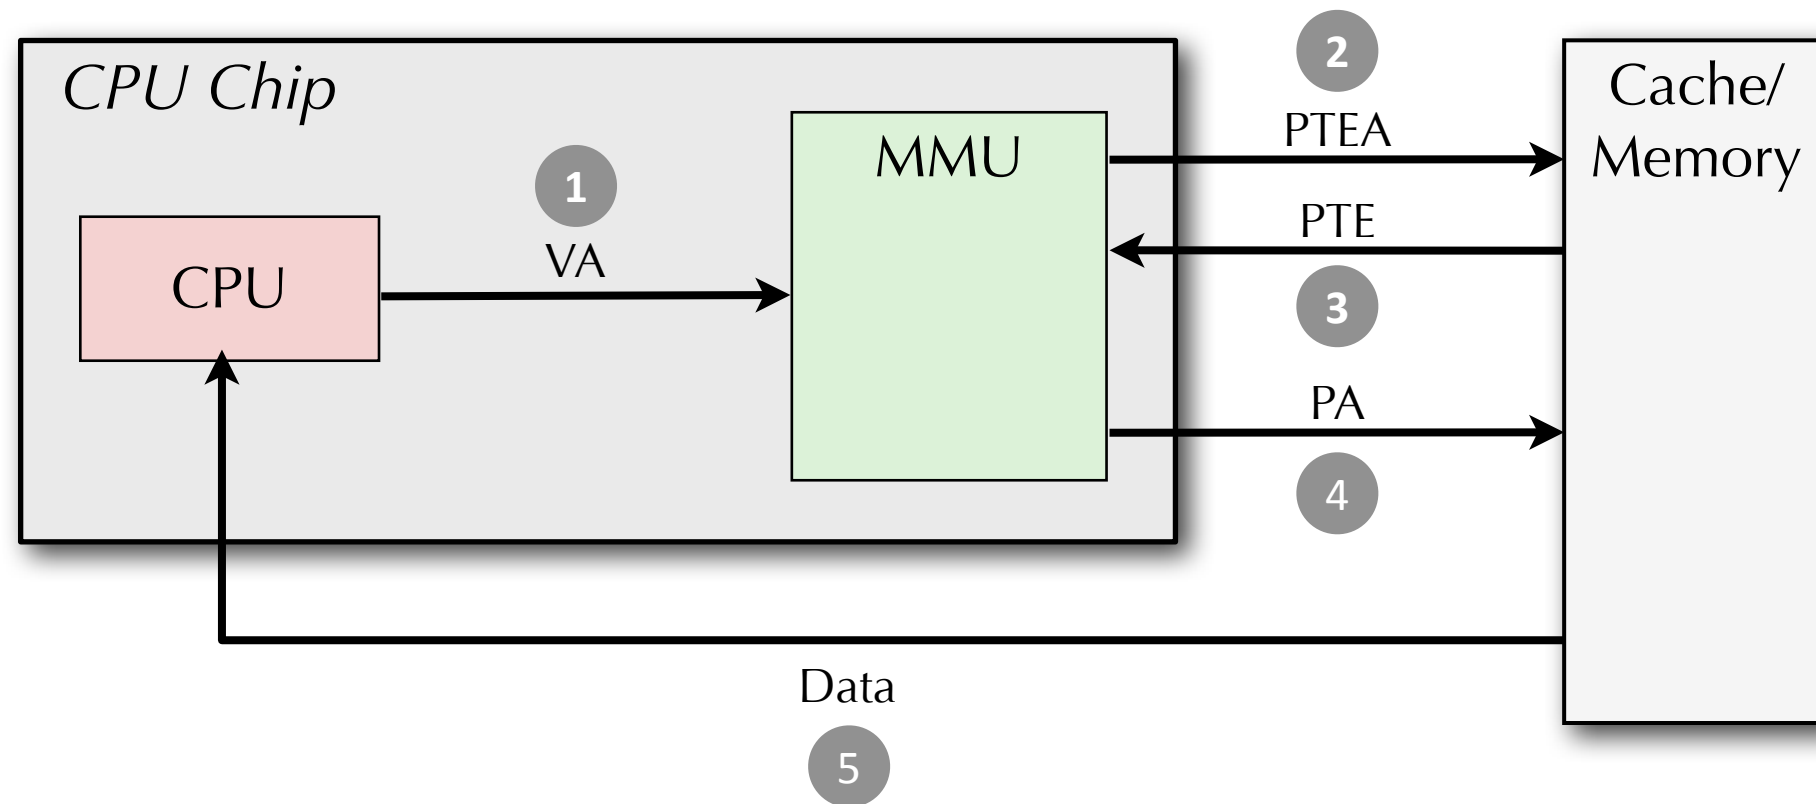 CPU Chip
2
Cache/
Memory
PTEA
MMU
1
PTE
VA
CPU
3
PA
4
Data
5